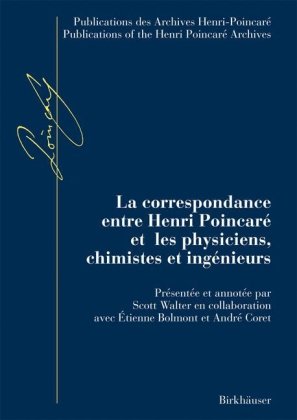 Publications des Archives Henri-Poincaré
Publications of the Henri Poincaré Archives
Poincaré
La correspondance
entre Henri Poincaré
et les physiciens,
chimistes et ingénieurs
Présentée et annotée par
Scott Walter en collaboration
avec Étienne Bolmont et André Coret
Birkhäuser